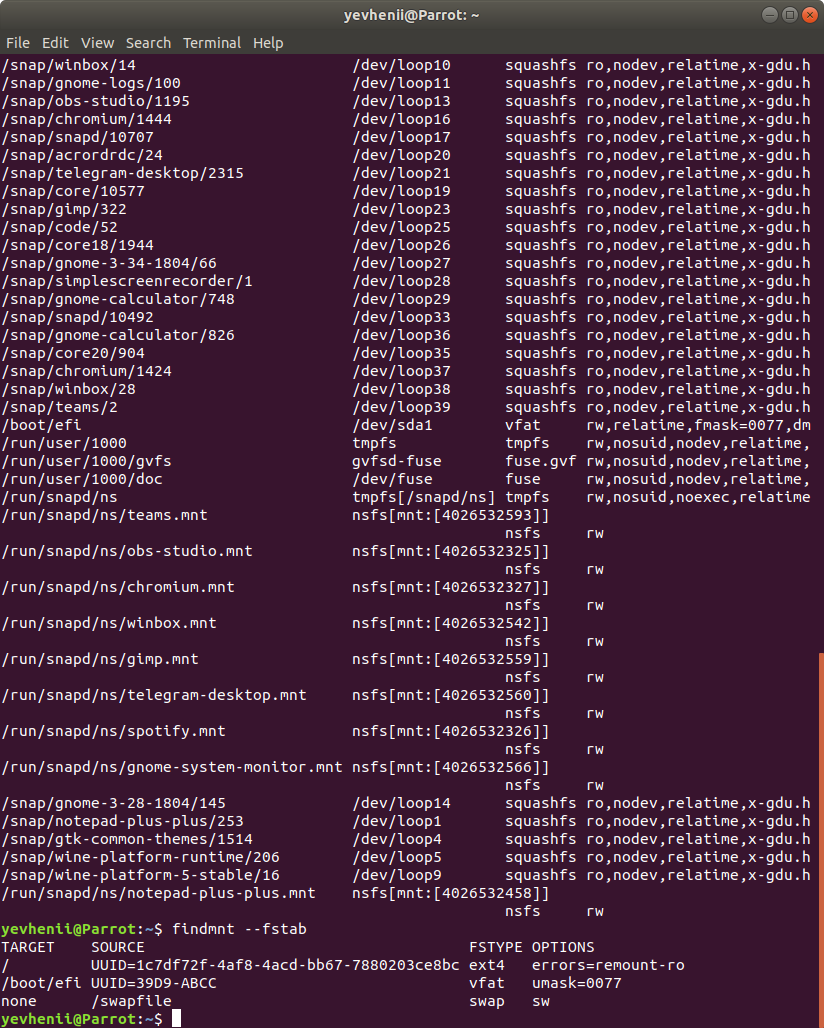 yevhenii@Parrot: ~
File Edit View Search Terminal Help
/snap/winbox/14 /dev/loop10 squashfs ro,nodev,relatime,x-gdu.h
/snap/gnome-logs/100 /dev/loop11 squashfs ro,nodev,relatime,x-gdu.h
/snap/obs-studio/1195 /dev/loop13 squashfs ro,nodev,relatime,x-gdu.h
/snap/chromium/1444 /dev/loop16 squashfs ro,nodev,relatime,x-gdu.h
/snap/snapd/10707 /dev/loop17 squashfs ro,nodev,relatime,x-gdu.h
/snap/acrordrdc/24 /dev/loop20 squashfs ro,nodev,relatime,x-gdu.h
/snap/telegram-desktop/2315 /dev/loop21 squashfs ro,nodev,relatime,x-gdu.h
/snap/core/10577 /dev/loop19 squashfs ro,nodev,relatime,x-gdu.h
/snap/gimp/322 /dev/loop23 squashfs ro,nodev,relatime,x-gdu.h
/snap/code/52 /dev/loop25 squashfs ro,nodev,relatime,x-gdu.h
/snap/core18/1944 /dev/loop26 squashfs ro,nodev,relatime,x-gdu.h
/snap/gnome-3-34-1804/66 /dev/loop27 squashfs ro,nodev,relatime,x-gdu.h
/snap/simplescreenrecorder/1 /dev/loop28 squashfs ro,nodev,relatime,x-gdu.h
/snap/gnome-calculator/748 /dev/loop29 squashfs ro,nodev,relatime,x-gdu.h
/snap/snapd/10492 /dev/loop33 squashfs ro,nodev,relatime,x-gdu.h
/snap/gnome-calculator/826 /dev/loop36 squashfs ro,nodev,relatime,x-gdu.h
/snap/core20/904 /dev/loop35 squashfs ro,nodev,relatime,x-gdu.h
/snap/chromium/1424 /dev/loop37 squashfs ro,nodev,relatime,x-gdu.h
/snap/winbox/28 /dev/loop38 squashfs ro,nodev,relatime,x-gdu.h
/snap/teams/2 /dev/loop39 squashfs ro,nodev,relatime,x-gdu.h
/boot/efi /dev/sda1 vfat rw,relatime,fmask=0077,dm
/run/user/1000 tmpfs tmpfs rw,nosuid,nodev,relatime,
/run/user/1000/gvfs gvfsd-fuse fuse.gvf rw,nosuid,nodev,relatime,
/run/user/1000/doc /dev/fuse fuse rw,nosuid,nodev,relatime,
/run/snapd/ns tmpfs[/snapd/ns] tmpfs rw,nosuid,noexec,relatime
/run/snapd/ns/teams.mnt nsfs[mnt:[4026532593]]
nsfs rw
/run/snapd/ns/obs-studio.mnt nsfs[mnt:[4026532325]]
nsfs rw
/run/snapd/ns/chromium.mnt nsfs[mnt:[4026532327]]
nsfs rw
/run/snapd/ns/winbox.mnt nsfs[mnt:[4026532542]]
nsfs rw
/run/snapd/ns/gimp.mnt nsfs[mnt:[4026532559]]
nsfs rw
/run/snapd/ns/telegram-desktop.mnt nsfs[mnt:[4026532560]]
nsfs rw
/run/snapd/ns/spotify.mnt nsfs[mnt:[4026532326]]
nsfs rw
/run/snapd/ns/gnome-system-monitor.mnt nsfs[mnt:[4026532566]]
nsfs rw
/snap/gnome-3-28-1804/145 /dev/loop14 squashfs ro,nodev,relatime,x-gdu.h
/snap/notepad-plus-plus/253 /dev/loop1 squashfs ro,nodev,relatime,x-gdu.h
/snap/gtk-common-themes/1514 /dev/loop4 squashfs ro,nodev,relatime,x-gdu.h
/snap/wine-platform-runtime/206 /dev/loop5 squashfs ro,nodev,relatime,x-gdu.h
/snap/wine-platform-5-stable/16 /dev/loop9 squashfs ro,nodev,relatime,x-gdu.h
/run/snapd/ns/notepad-plus-plus.mnt nsfs[mnt:[4026532458]]
nsfs rw
yevhenii@Parrot:~$ findmnt --fstab
TARGET SOURCE FSTYPE OPTIONS
/ UUID=1c7df72f-4af8-4acd-bb67-7880203ce8bc ext4 errors=remount-ro
/boot/efi UUID=39D9-ABCC vfat umask=0077
none /swapfile swap sw
yevhenii@Parrot:~$